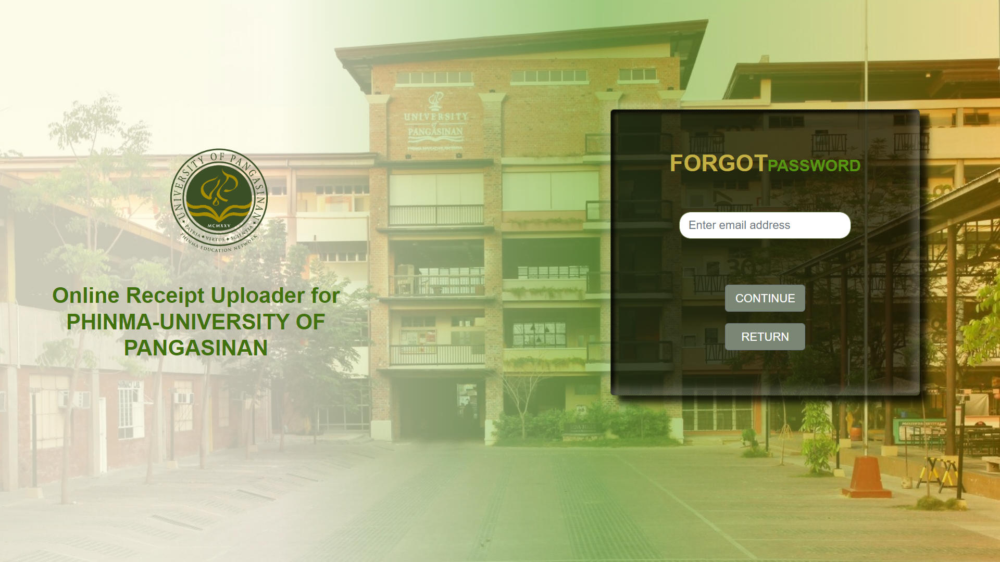 UNIVERSITY
of
PANGASINAN
UNIVERSITY OF PANGASINAN
MCMXXV
PATRIA ✦ VIRTUS ✦ SCIENTIA
PHINMA EDUCATION NETWORK
Online Receipt Uploader for
PHINMA-UNIVERSITY OF
PANGASINAN
FORGOTPASSWORD
Enter email address
CONTINUE
RETURN